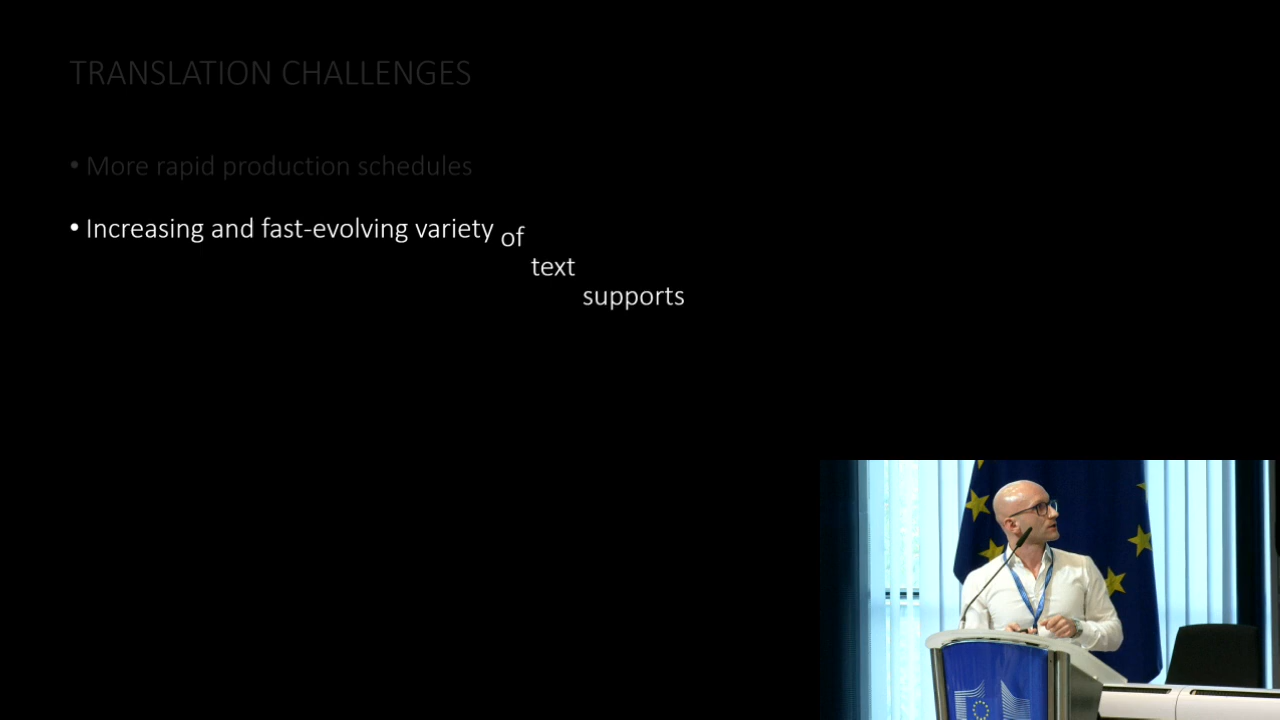 TRANSLATION CHALLENGES
• More rapid production schedules
• Increasing and fast-evolving variety of
text
supports